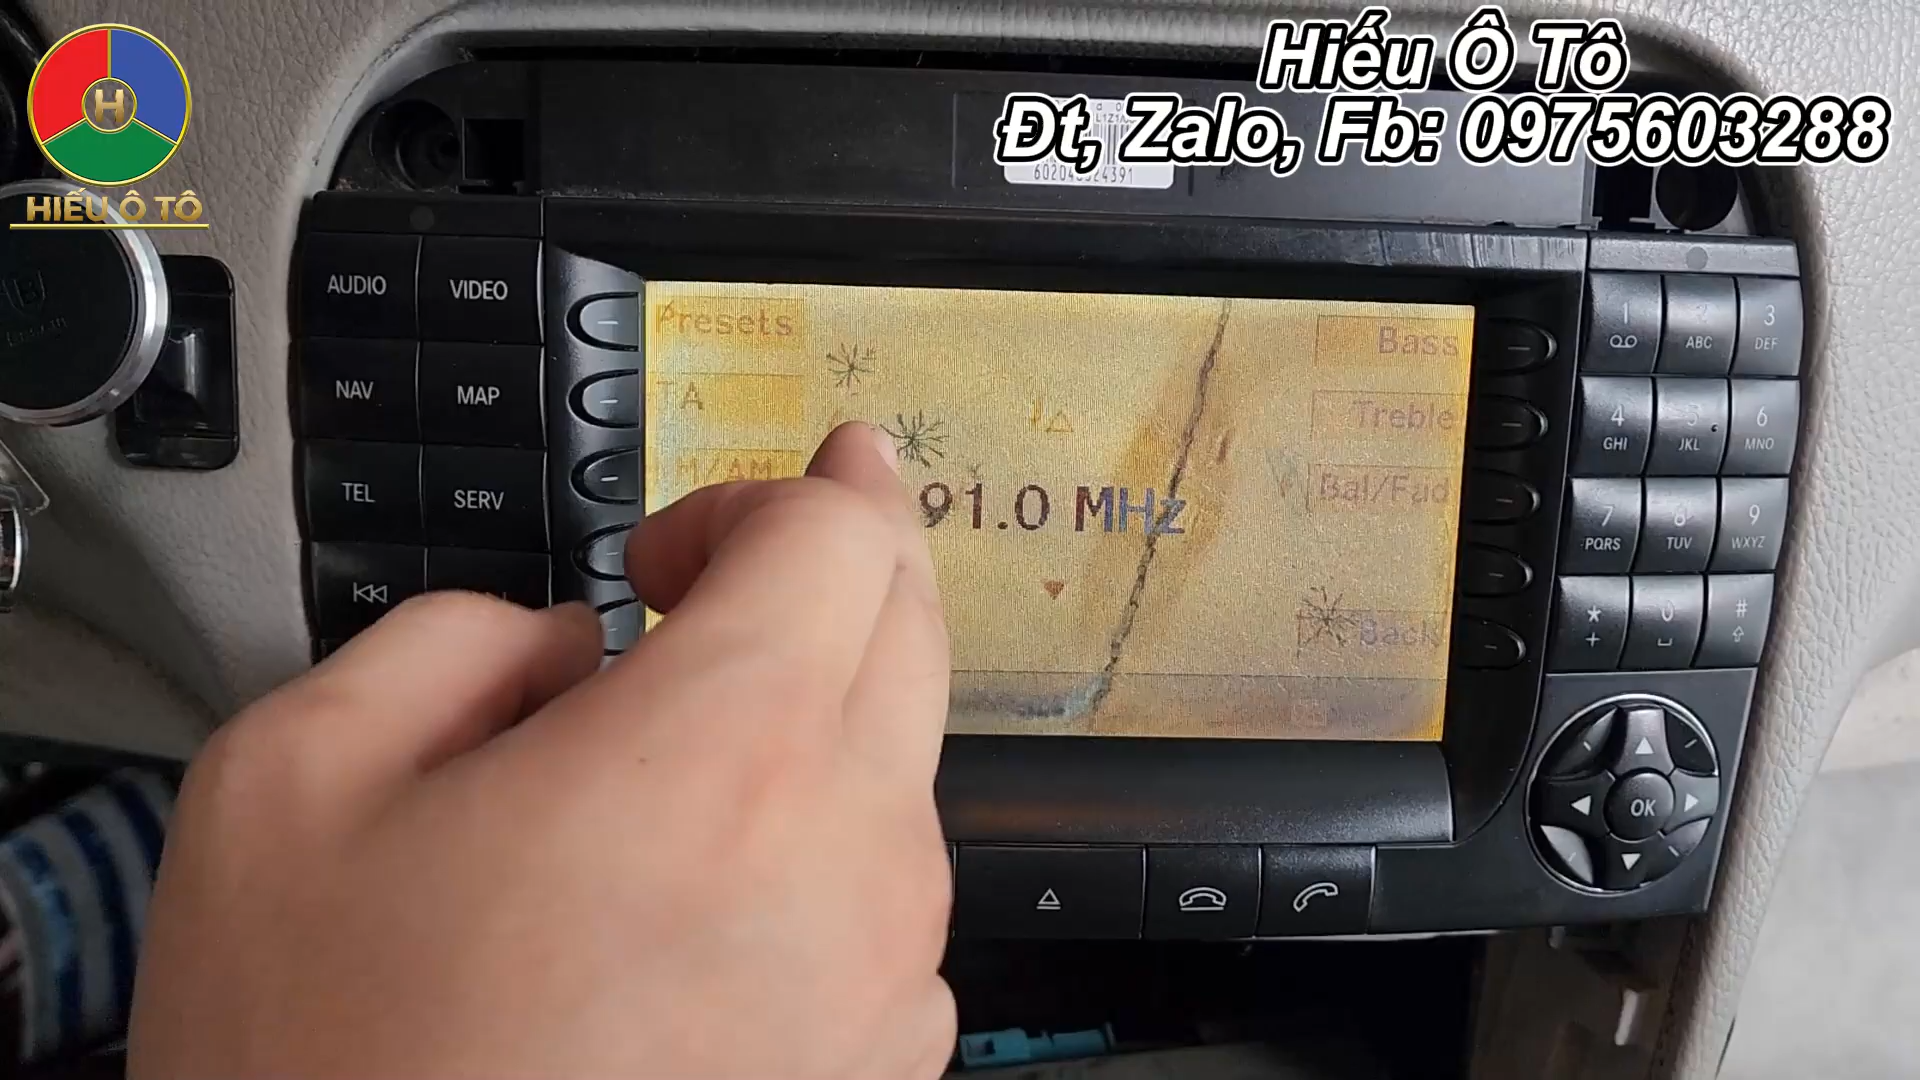 Hiếu Ô Tô
Đt, Zalo, Fb: 0975603288
H
HIẾU Ô TÔ
AUDIO
VIDEO
NAV
MAP
TEL
SERV
Presets
TA
M/AM
91.0 MHz
Bass
Treble
Bal/Fad
Back
1
2 ABC
3 DEF
4 GHI
5 JKL
6 MNO
7 PQRS
8 TUV
9 WXYZ
*
+
0
#
OK